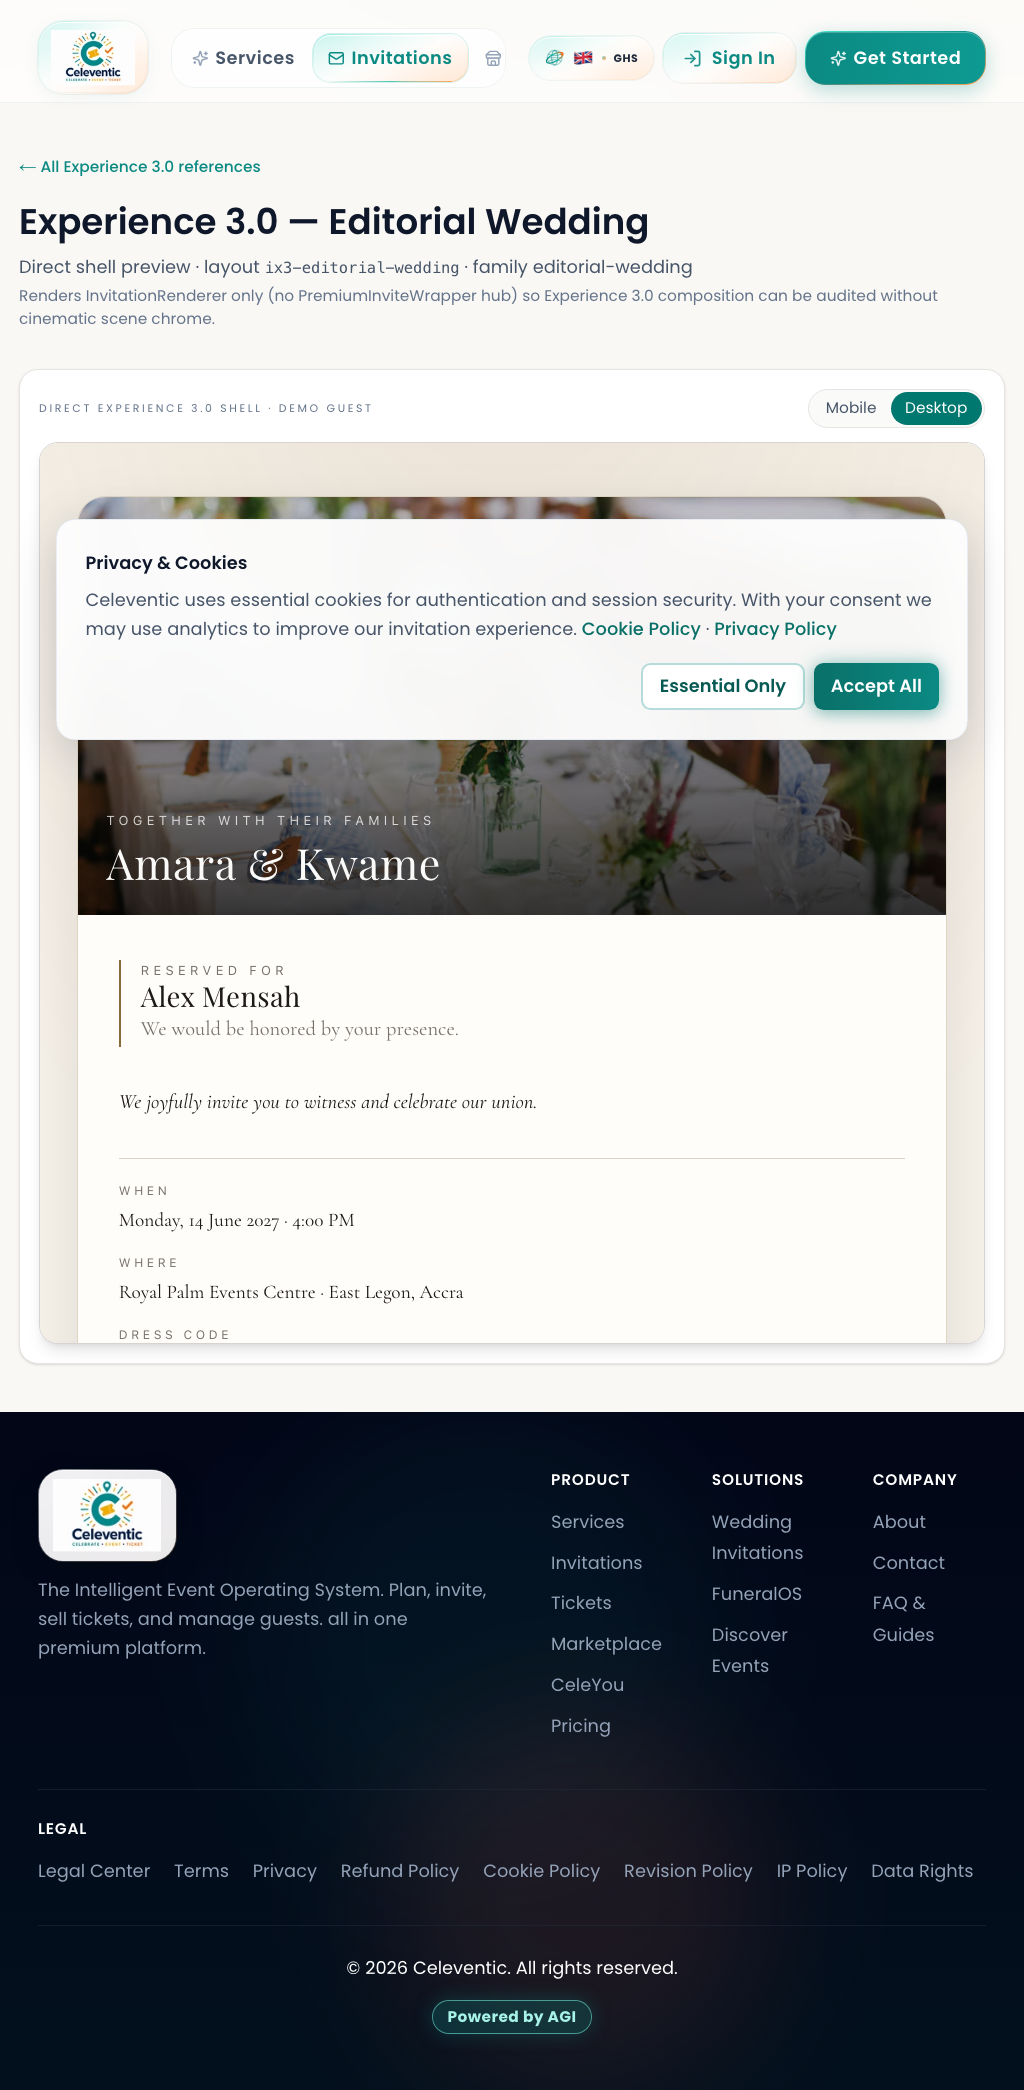 Celeventic
CELEBRATE • EVENT • TICKET
Services
Invitations
🇬🇧 • GHS
Sign In
Get Started
← All Experience 3.0 references
Experience 3.0 — Editorial Wedding
Direct shell preview · layout ix3-editorial-wedding · family editorial-wedding
Renders InvitationRenderer only (no PremiumInviteWrapper hub) so Experience 3.0 composition can be audited without
cinematic scene chrome.
DIRECT EXPERIENCE 3.0 SHELL · DEMO GUEST
Mobile
Desktop
Privacy & Cookies
Celeventic uses essential cookies for authentication and session security. With your consent we
may use analytics to improve our invitation experience. Cookie Policy · Privacy Policy
Essential Only
Accept All
TOGETHER WITH THEIR FAMILIES
Amara & Kwame
RESERVED FOR
Alex Mensah
We would be honored by your presence.
We joyfully invite you to witness and celebrate our union.
WHEN
Monday, 14 June 2027 · 4:00 PM
WHERE
Royal Palm Events Centre · East Legon, Accra
DRESS CODE
Celeventic
CELEBRATE • EVENT • TICKET
The Intelligent Event Operating System. Plan, invite,
sell tickets, and manage guests. all in one
premium platform.
PRODUCT
Services
Invitations
Tickets
Marketplace
CeleYou
Pricing
SOLUTIONS
Wedding
Invitations
FuneralOS
Discover
Events
COMPANY
About
Contact
FAQ &
Guides
LEGAL
Legal Center
Terms
Privacy
Refund Policy
Cookie Policy
Revision Policy
IP Policy
Data Rights
© 2026 Celeventic. All rights reserved.
Powered by AGI